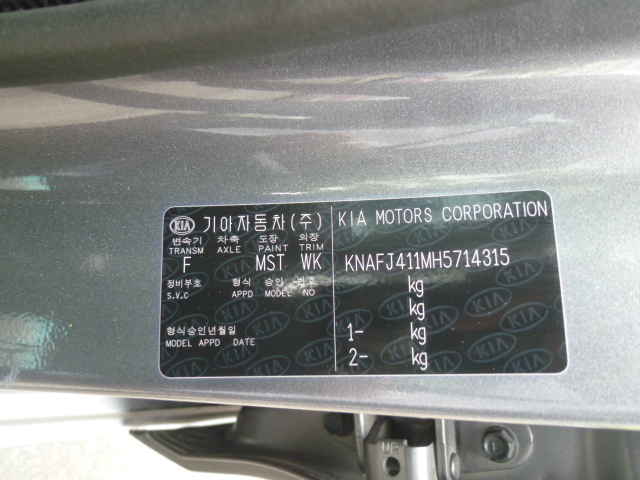 KIA 기아자동차(주) KIA MOTORS CORPORATION
변속기 차축 도장 의장
TRANSM AXLE PAINT TRIM
F MST WK KNAFJ411MH5714315
정비부호 형식 승인 번호 kg
S.V.C APPD MODEL NO
kg
형식승인년월일 1- kg
MODEL APPD DATE
2- kg
UF